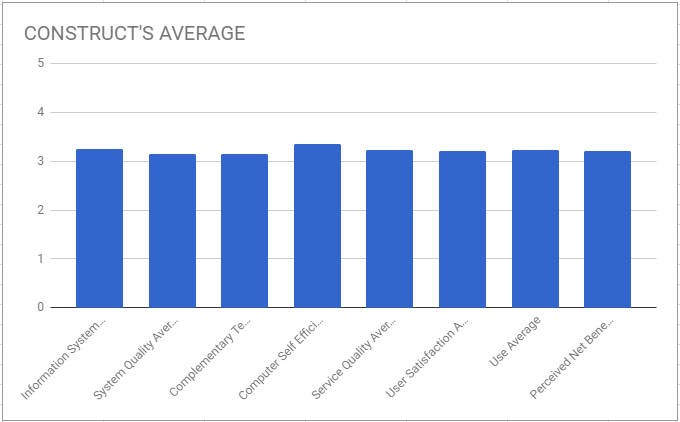 CONSTRUCT'S AVERAGE
5
4
3
2
1
0
Information System...
System Quality Aver...
Complementary Te...
Computer Self Effici...
Service Quality Aver...
User Satisfaction A...
Use Average
Perceived Net Bene...